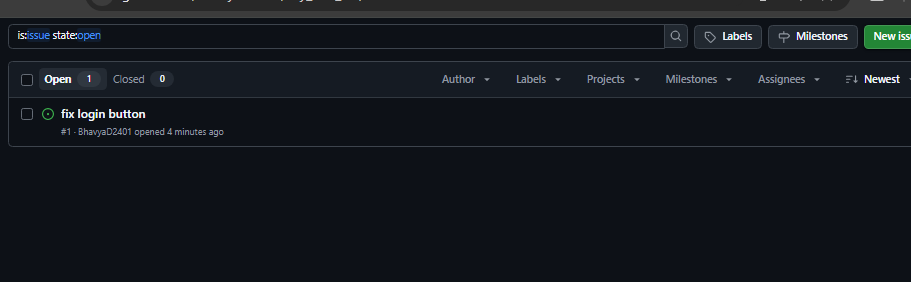 is:issue state:open
Labels
Milestones
New
Open 1 Closed 0 Author Labels Projects Milestones Assignees Newest
fix login button
#1 · BhavyaD2401 opened 4 minutes ago